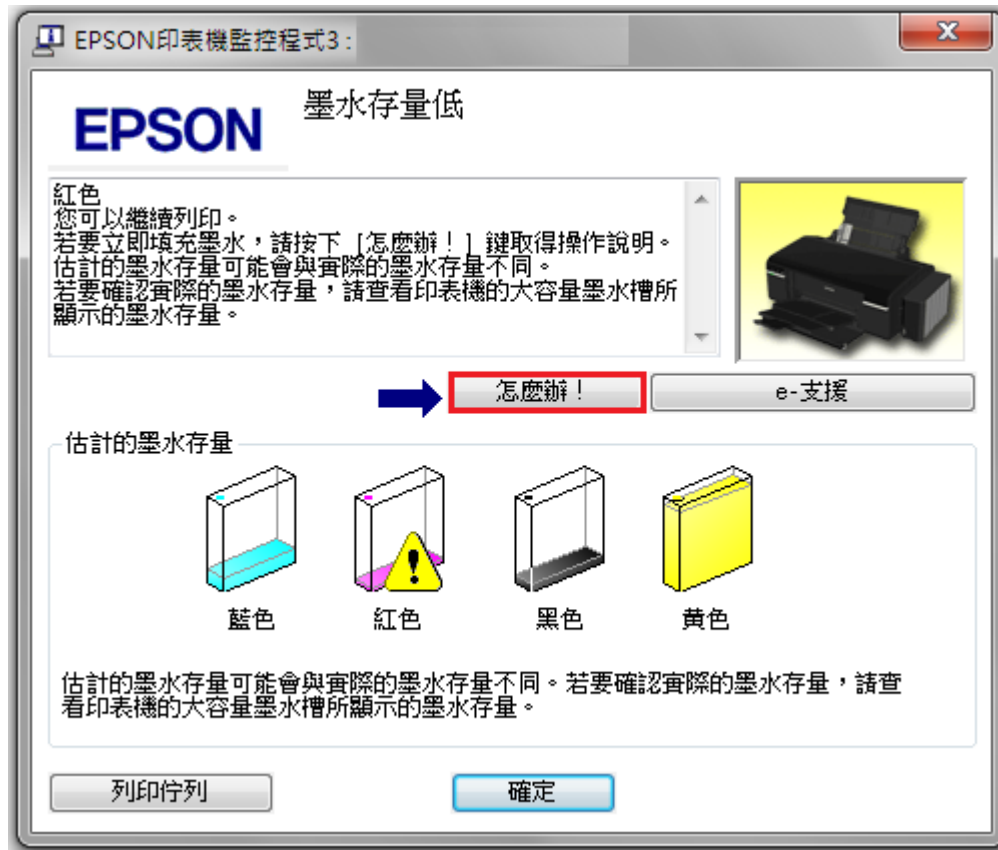 EPSON印表機監控程式3 :
EPSON
墨水存量低
紅色
您可以繼續列印。
若要立即填充墨水，請按下［怎麼辦！］鍵取得操作說明。
估計的墨水存量可能會與實際的墨水存量不同。
若要確認實際的墨水存量，請查看印表機的大容量墨水槽所
顯示的墨水存量。
怎麼辦！
e-支援
估計的墨水存量
藍色
紅色
黑色
黃色
估計的墨水存量可能會與實際的墨水存量不同。若要確認實際的墨水存量，請查
看印表機的大容量墨水槽所顯示的墨水存量。
列印佇列
確定